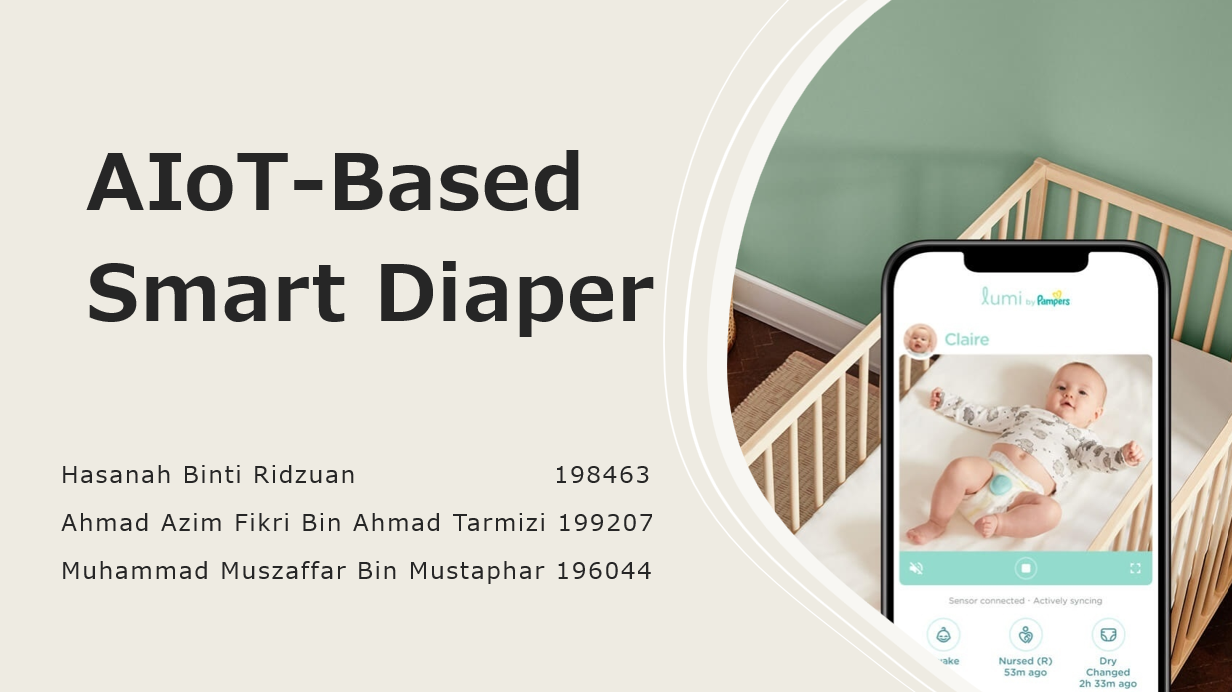 AIoT-Based
Smart Diaper
Hasanah Binti Ridzuan 198463
Ahmad Azim Fikri Bin Ahmad Tarmizi 199207
Muhammad Muszaffar Bin Mustaphar 196044
lumi by Pampers
Claire
Sensor connected - Actively syncing
Nursed (R)
53m ago
Dry
Changed
2h 33m ago